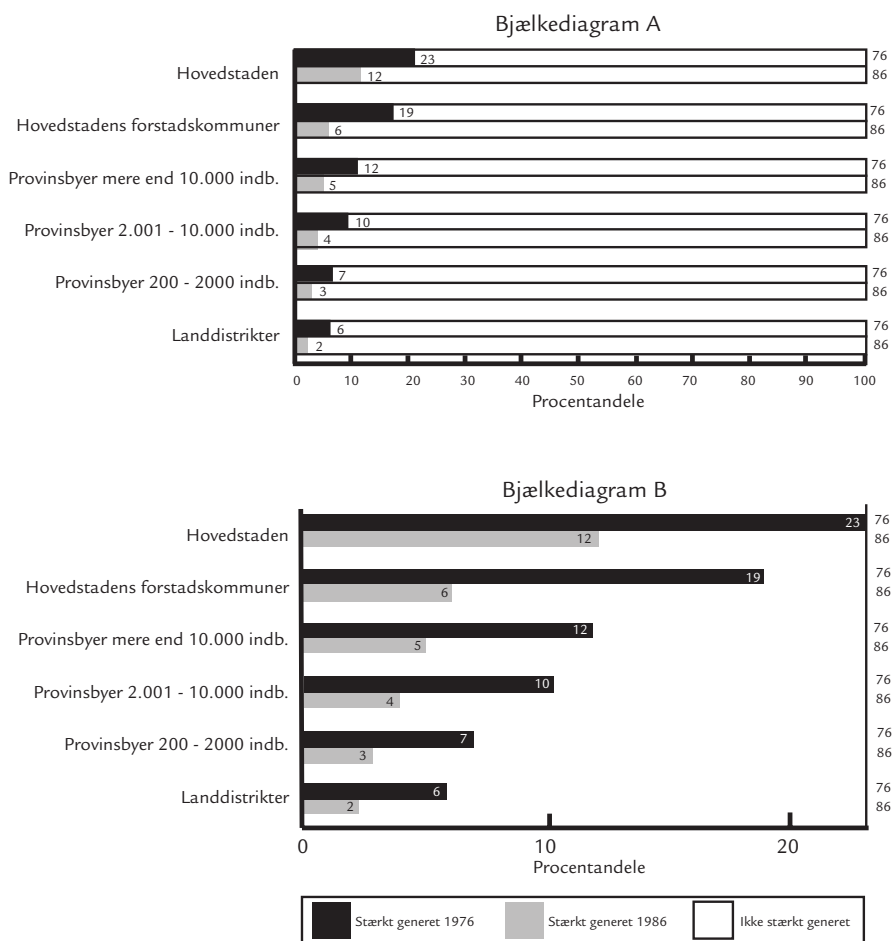 Bjælkediagram A
Hovedstaden 23 76
12 86
Hovedstadens forstadskommuner 19 76
6 86
Provinsbyer mere end 10.000 indb. 12 76
5 86
Provinsbyer 2.001 - 10.000 indb. 10 76
4 86
Provinsbyer 200 - 2000 indb. 7 76
3 86
Landdistrikter 6 76
2 86
0 10 20 30 40 50 60 70 80 90 100
Procentandele
Bjælkediagram B
Hovedstaden 23 76
12 86
Hovedstadens forstadskommuner 19 76
6 86
Provinsbyer mere end 10.000 indb. 12 76
5 86
Provinsbyer 2.001 - 10.000 indb. 10 76
4 86
Provinsbyer 200 - 2000 indb. 7 76
3 86
Landdistrikter 6 76
2 86
0 10 20
Procentandele
Stærkt generet 1976 Stærkt generet 1986 Ikke stærkt generet